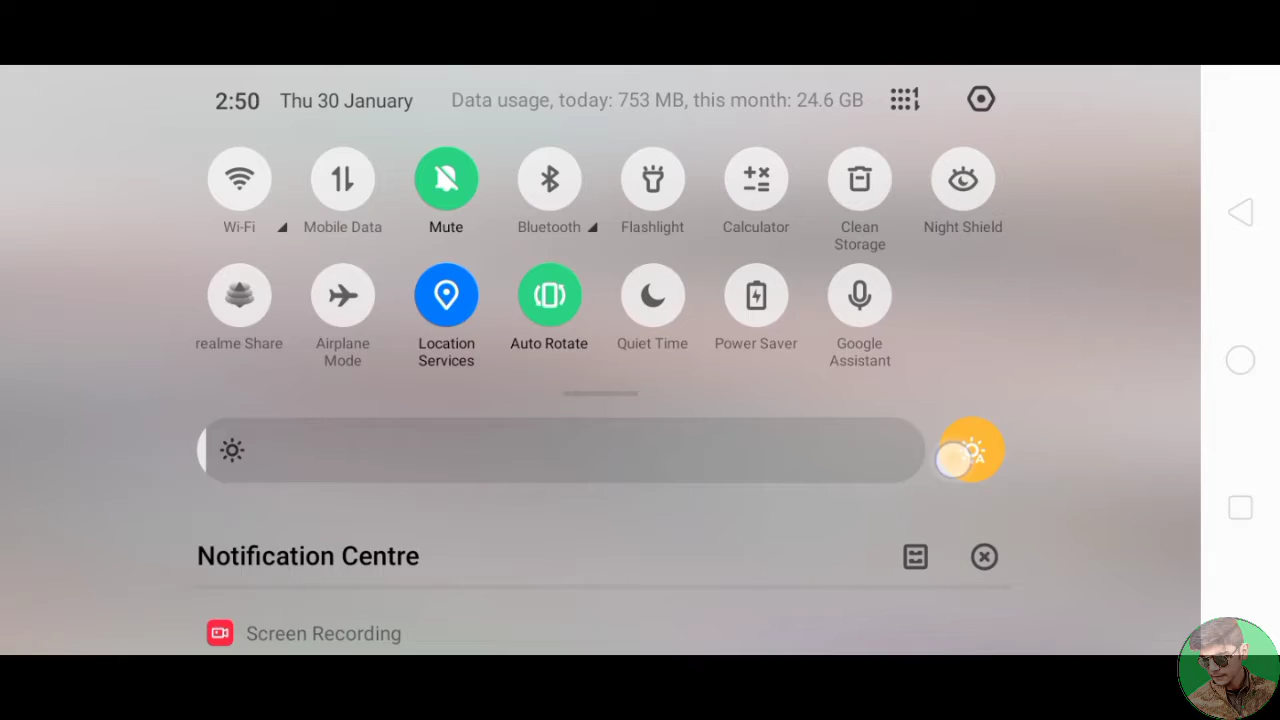 2:50 Thu 30 January Data usage, today: 753 MB, this month: 24.6 GB
Wi-Fi Mobile Data Mute Bluetooth Flashlight Calculator Clean Storage Night Shield
realme Share Airplane Mode Location Services Auto Rotate Quiet Time Power Saver Google Assistant
Notification Centre
Screen Recording